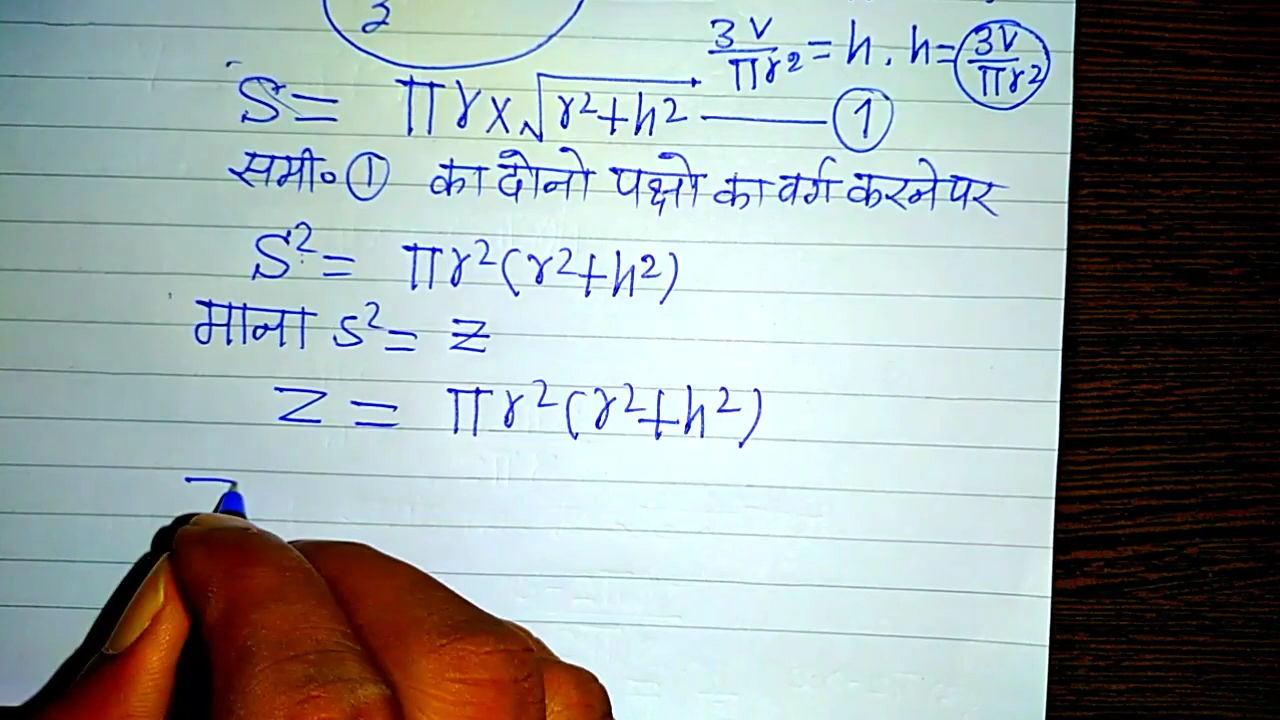 2
3V/πr² = h, h = 3V/πr²
S = πr×√r²+h² —— ①
समी० ① का दोनो पक्षो का वर्ग करने पर
S² = πr²(r²+h²)
माना s² = z
z = πr²(r²+h²)